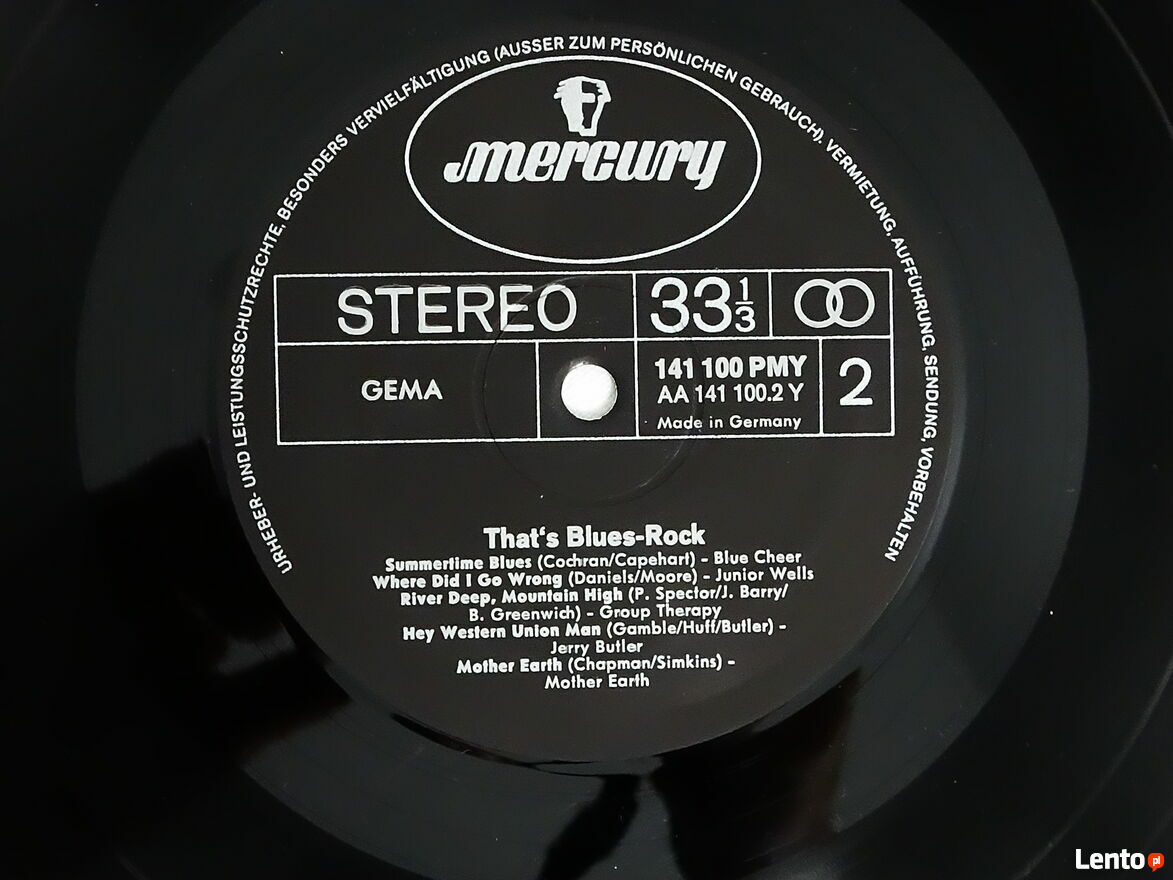 URHEBER- UND LEISTUNGSSCHUTZRECHTE, BESONDERS VERVIELFÄLTIGUNG (AUSSER ZUM PERSÖNLICHEN GEBRAUCH). VERMIETUNG, AUFFÜHRUNG, SENDUNG, VORBEHALTEN
mercury
STEREO
33 1/3
GEMA
141 100 PMY
AA 141 100.2 Y
Made in Germany
2
That's Blues-Rock
Summertime Blues (Cochran/Capehart) - Blue Cheer
Where Did I Go Wrong (Daniels/Moore) - Junior Wells
River Deep, Mountain High (P. Spector/J. Barry/
B. Greenwich) - Group Therapy
Hey Western Union Man (Gamble/Huff/Butler) -
Jerry Butler
Mother Earth (Chapman/Simkins) -
Mother Earth
Lento pl